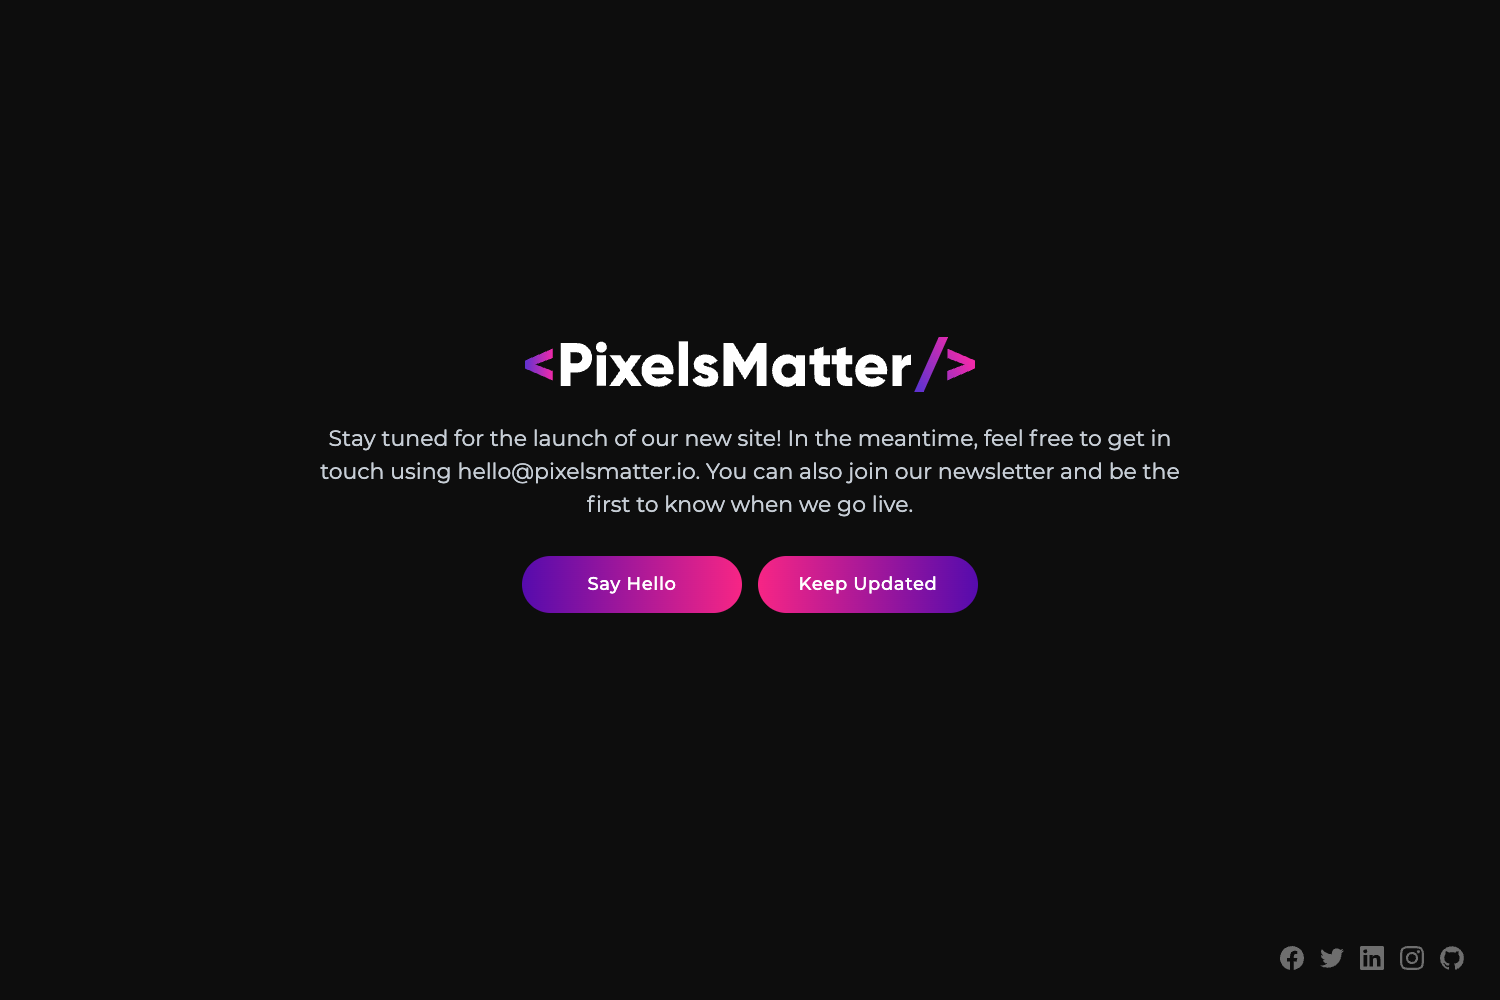 <PixelsMatter/>
Stay tuned for the launch of our new site! In the meantime, feel free to get in
touch using hello@pixelsmatter.io. You can also join our newsletter and be the
first to know when we go live.
Say Hello
Keep Updated